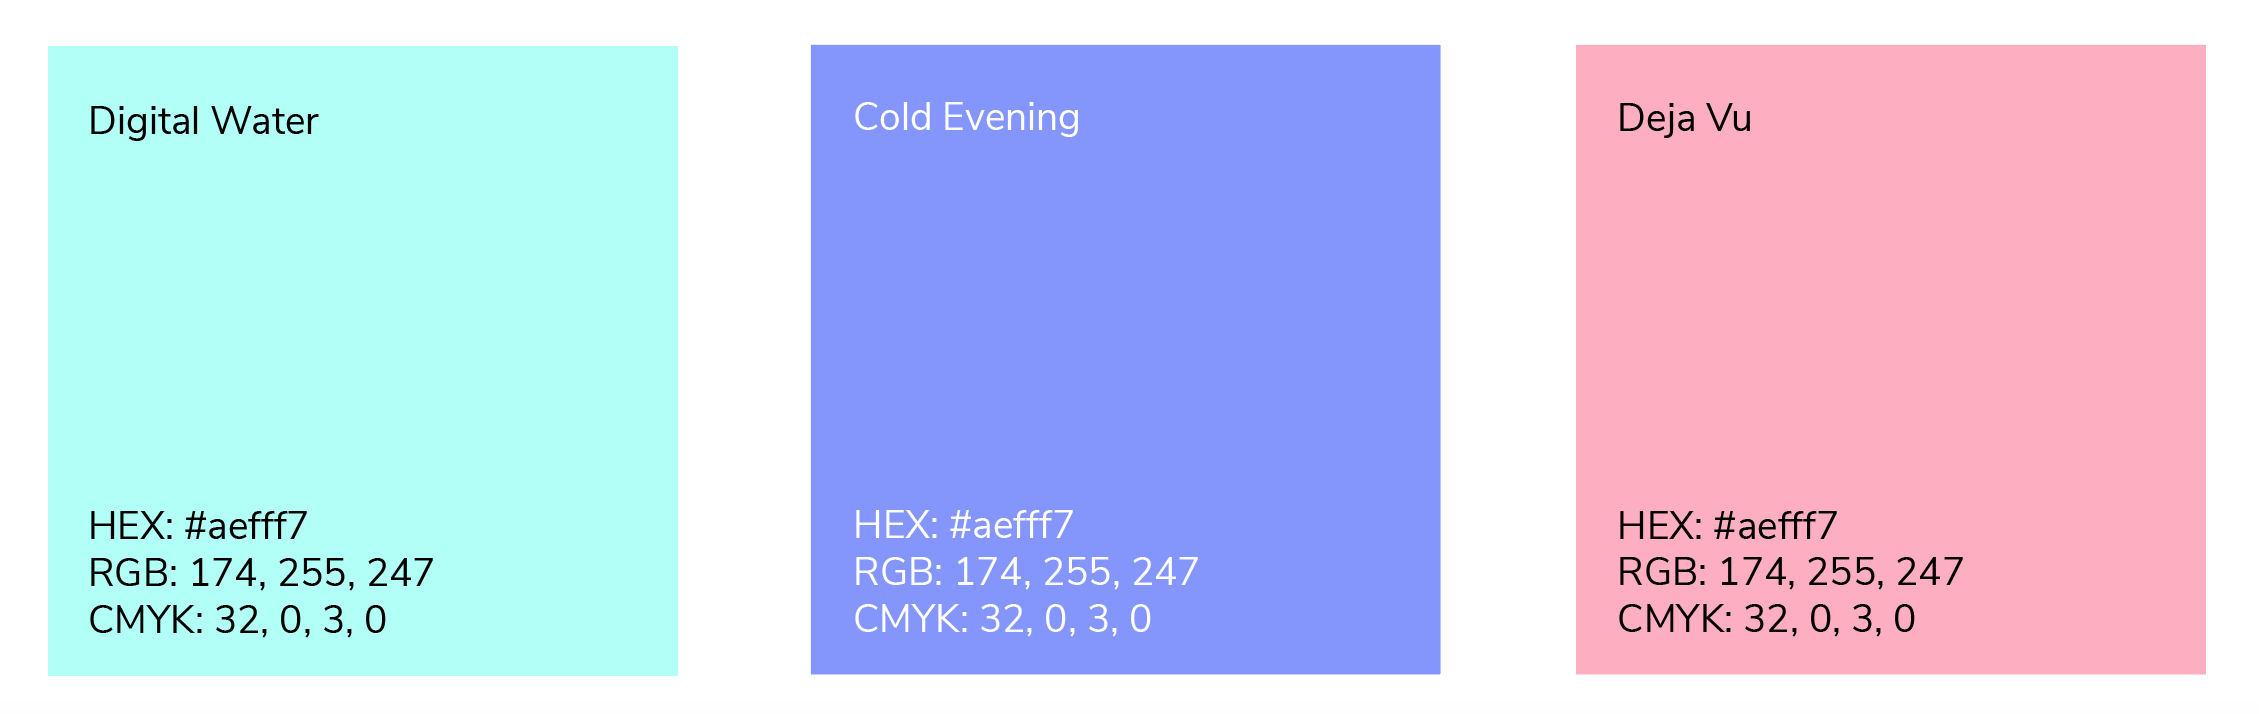 Digital Water
HEX: #aefff7
RGB: 174, 255, 247
CMYK: 32, 0, 3, 0
Cold Evening
HEX: #aefff7
RGB: 174, 255, 247
CMYK: 32, 0, 3, 0
Deja Vu
HEX: #aefff7
RGB: 174, 255, 247
CMYK: 32, 0, 3, 0